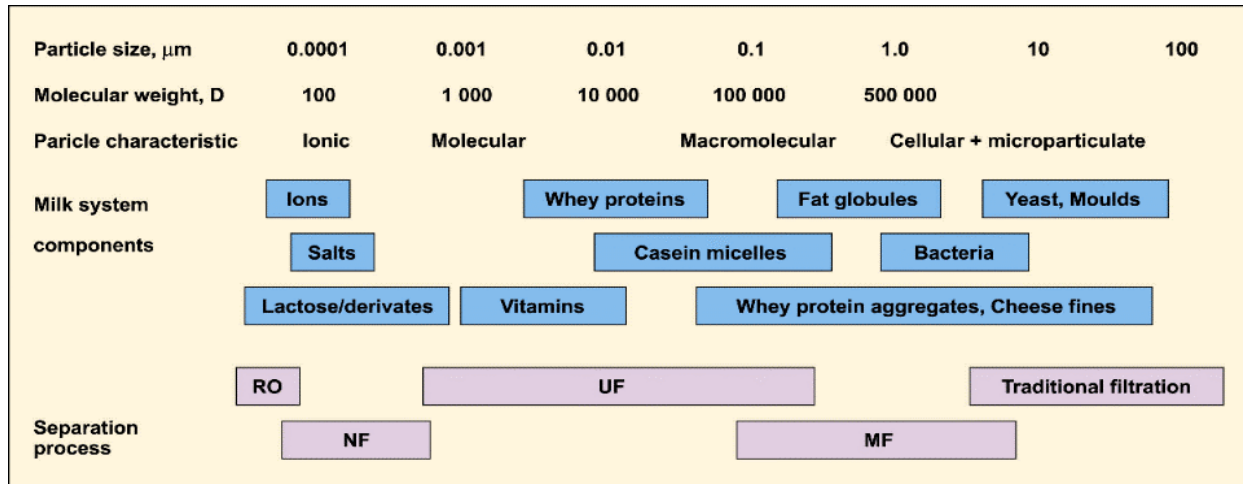 Particle size, μm 0.0001 0.001 0.01 0.1 1.0 10 100
Molecular weight, D 100 1 000 10 000 100 000 500 000
Paricle characteristic Ionic Molecular Macromolecular Cellular + microparticulate
Milk system Ions Whey proteins Fat globules Yeast, Moulds
components Salts Casein micelles Bacteria
Lactose/derivates Vitamins Whey protein aggregates, Cheese fines
RO UF Traditional filtration
Separation
process NF MF